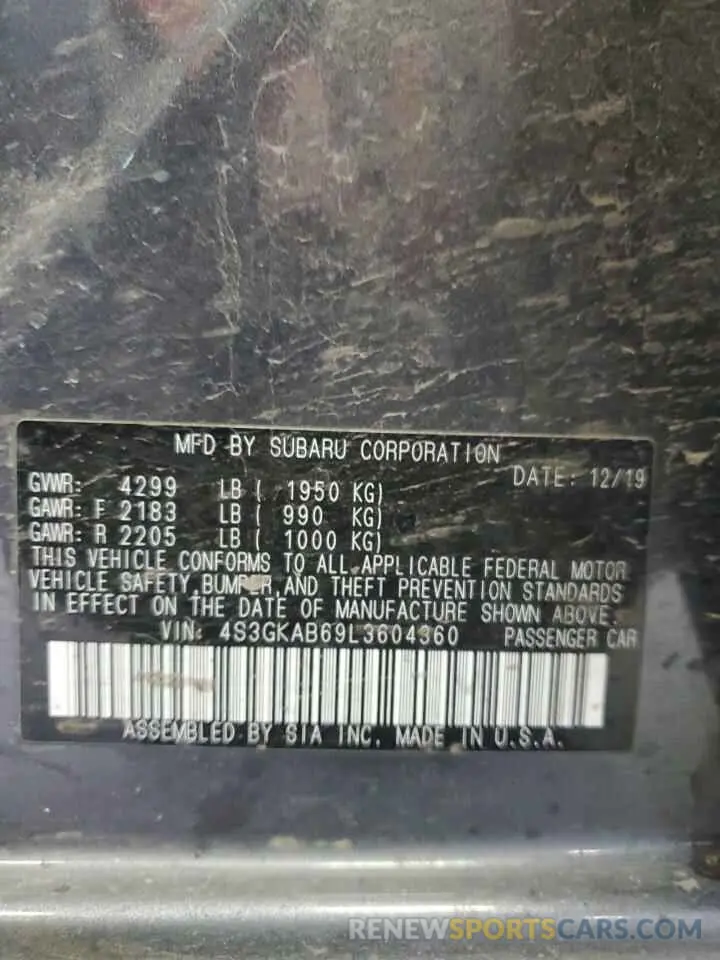 MFD BY SUBARU CORPORATION
DATE: 12/19
GVWR: 4299 LB ( 1950 KG)
GAWR: F 2183 LB ( 990 KG)
GAWR: R 2205 LB ( 1000 KG)
THIS VEHICLE CONFORMS TO ALL APPLICABLE FEDERAL MOTOR
VEHICLE SAFETY, BUMPER, AND THEFT PREVENTION STANDARDS
IN EFFECT ON THE DATE OF MANUFACTURE SHOWN ABOVE.
VIN: 4S3GKAB69L3604360 PASSENGER CAR
ASSEMBLED BY SIA INC. MADE IN U.S.A.
RENEWSPORTSCARS.COM